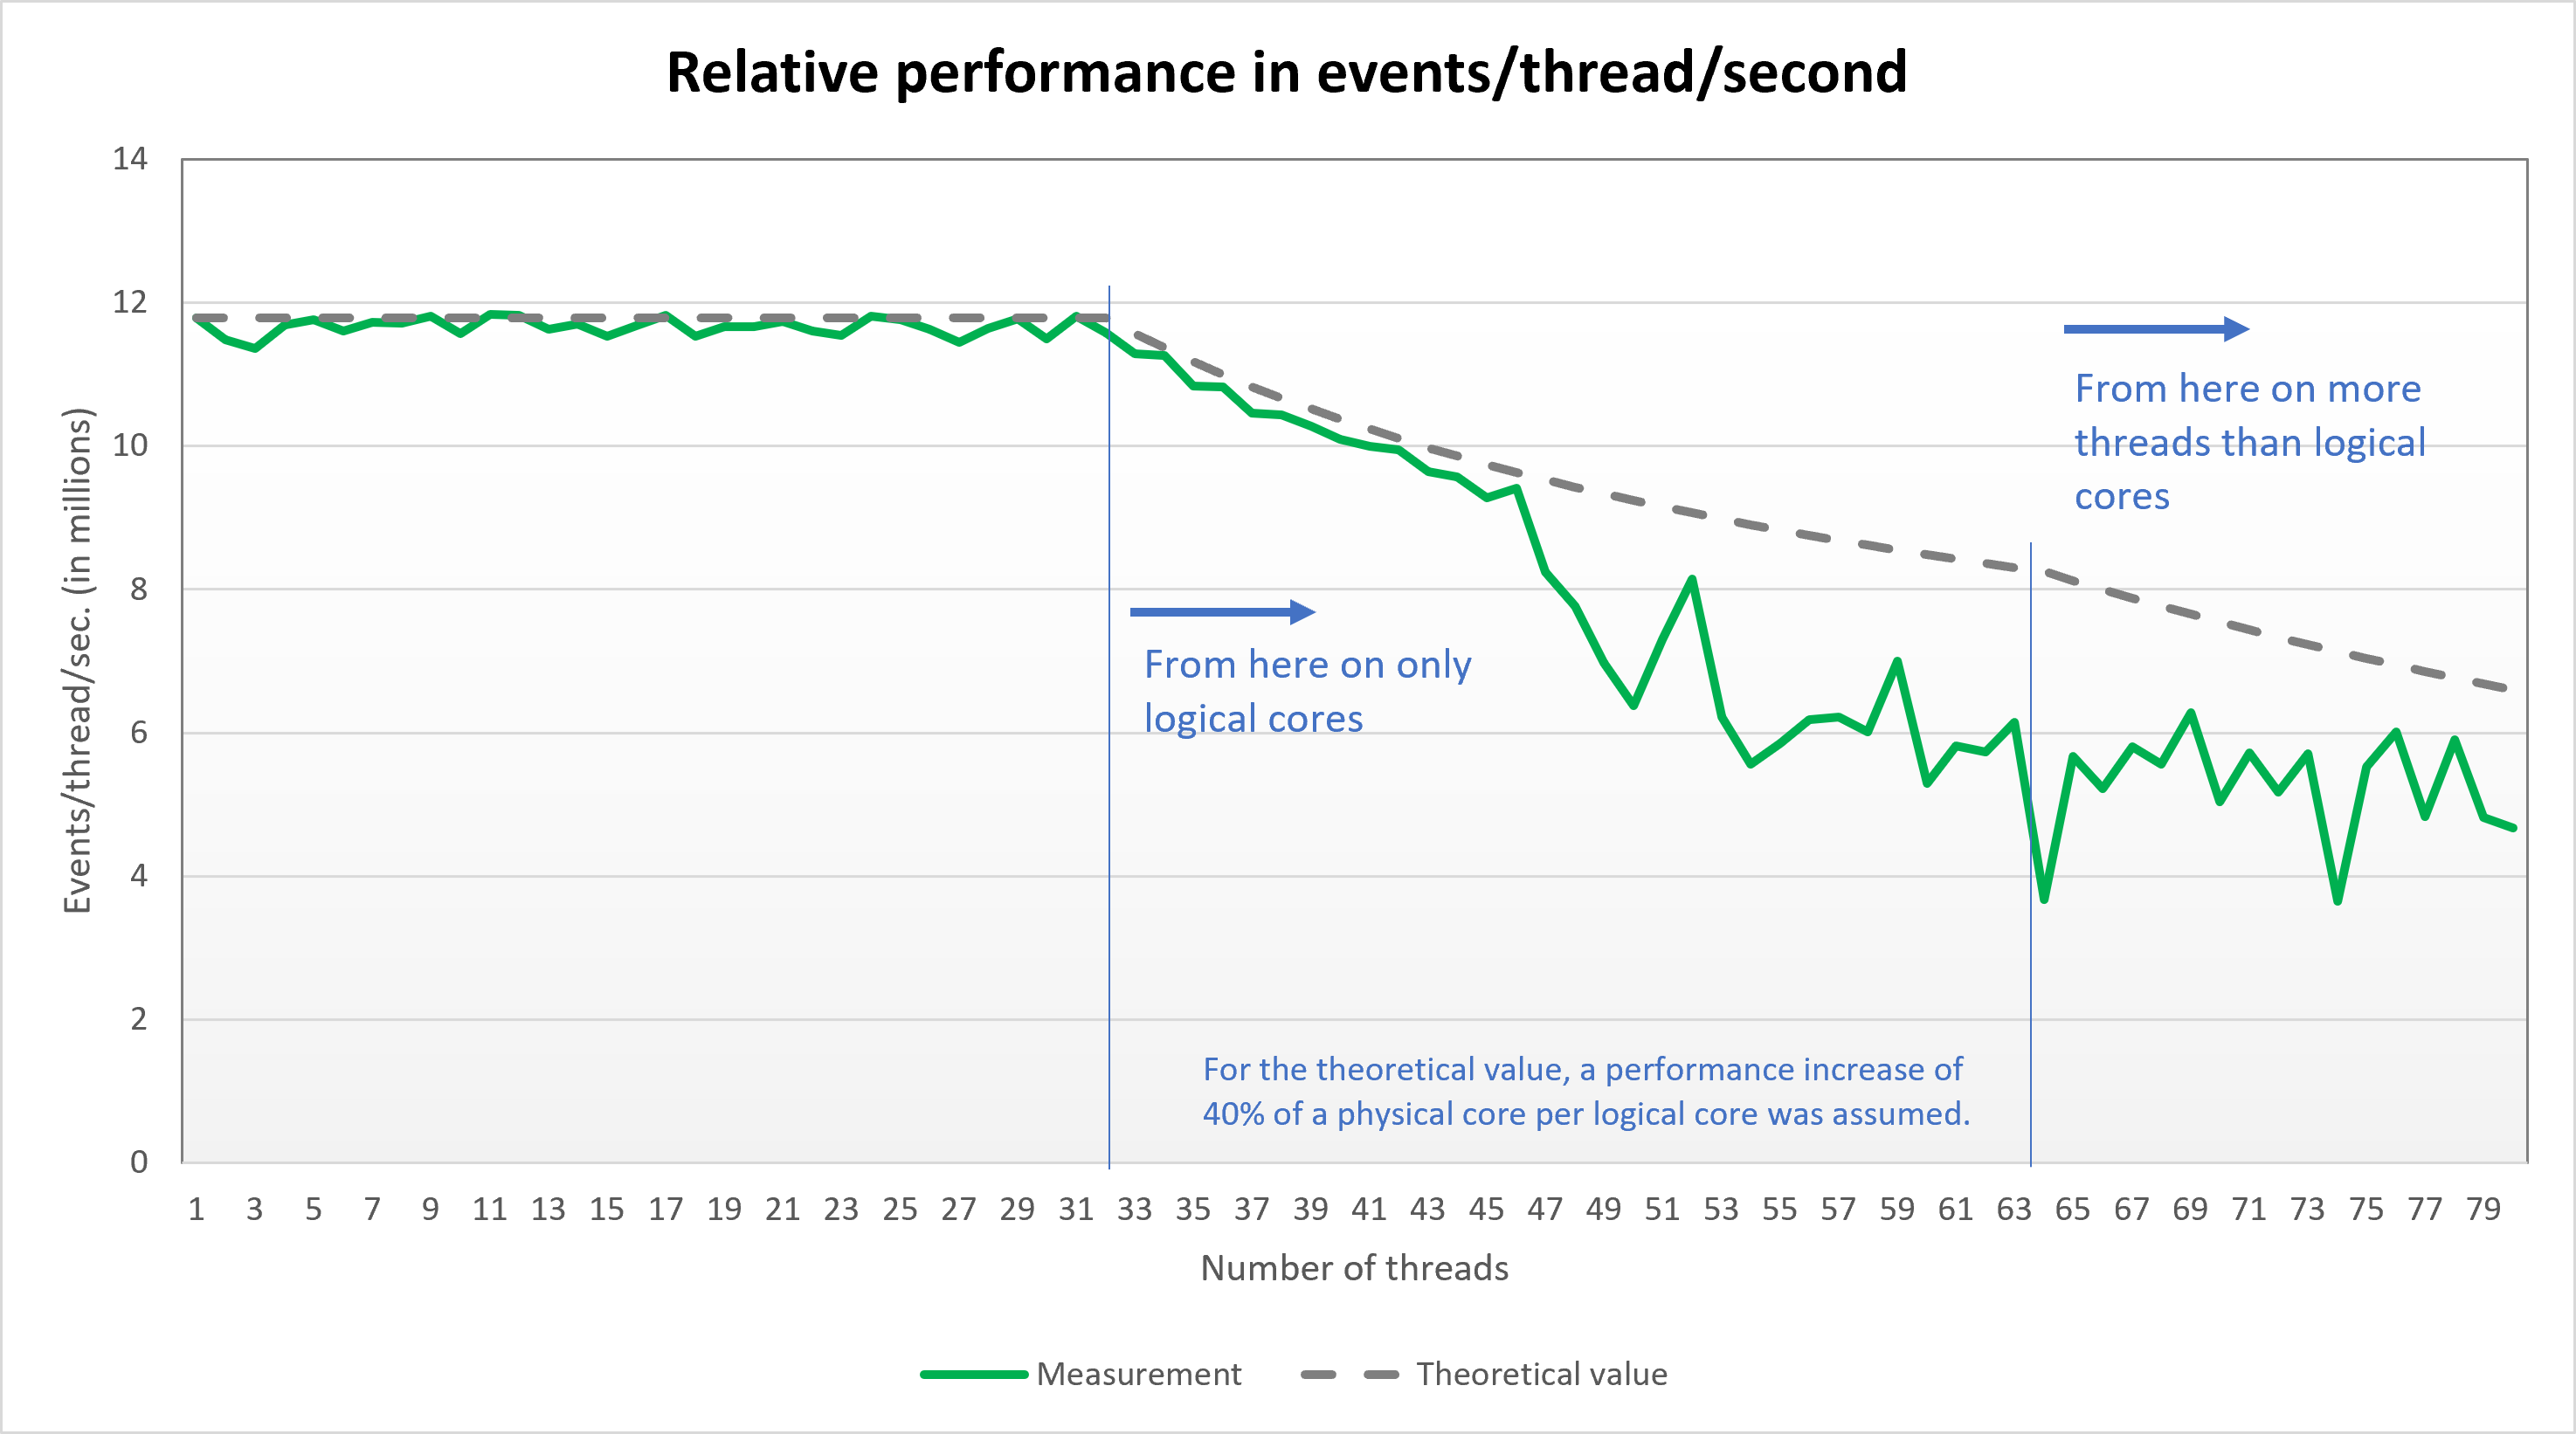 Relative performance in events/thread/second
14
12
10
8
6
4
2
0
Events/thread/sec. (in millions)
From here on more
threads than logical
cores
From here on only
logical cores
For the theoretical value, a performance increase of
40% of a physical core per logical core was assumed.
1 3 5 7 9 11 13 15 17 19 21 23 25 27 29 31 33 35 37 39 41 43 45 47 49 51 53 55 57 59 61 63 65 67 69 71 73 75 77 79
Number of threads
Measurement Theoretical value